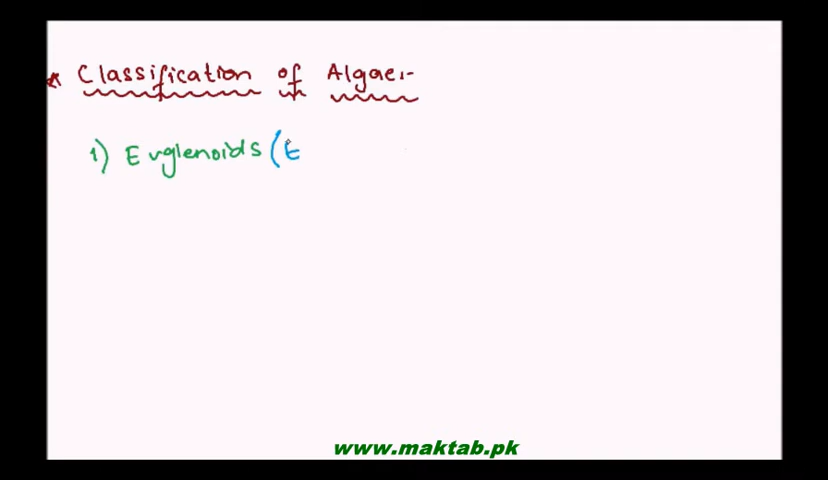 * Classification of Algae:-
1) Euglenoids (E
www.maktab.pk